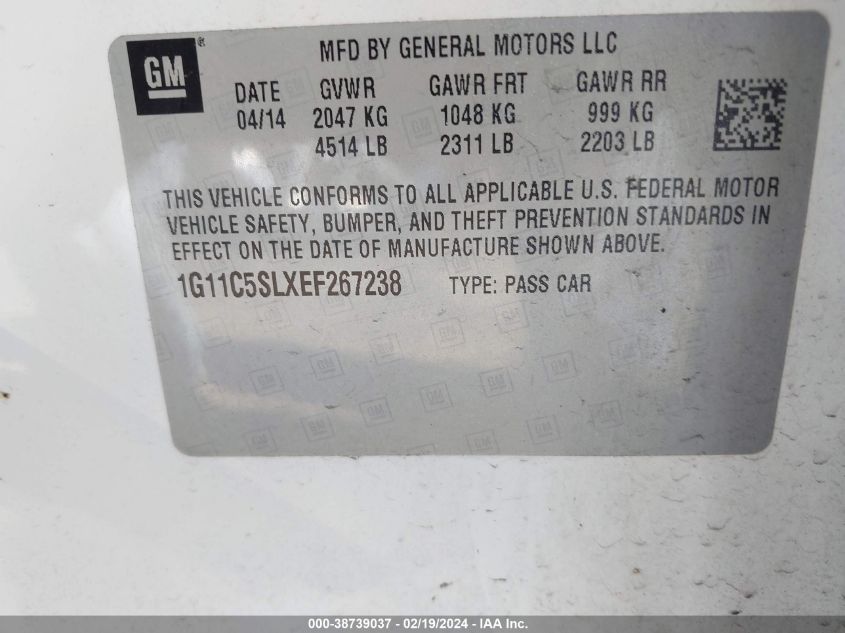 GM
MFD BY GENERAL MOTORS LLC
DATE GVWR GAWR FRT GAWR RR
04/14 2047 KG 1048 KG 999 KG
4514 LB 2311 LB 2203 LB
THIS VEHICLE CONFORMS TO ALL APPLICABLE U.S. FEDERAL MOTOR
VEHICLE SAFETY, BUMPER, AND THEFT PREVENTION STANDARDS IN
EFFECT ON THE DATE OF MANUFACTURE SHOWN ABOVE.
1G11C5SLXEF267238 TYPE: PASS CAR
000-38739037 - 02/19/2024 - IAA Inc.